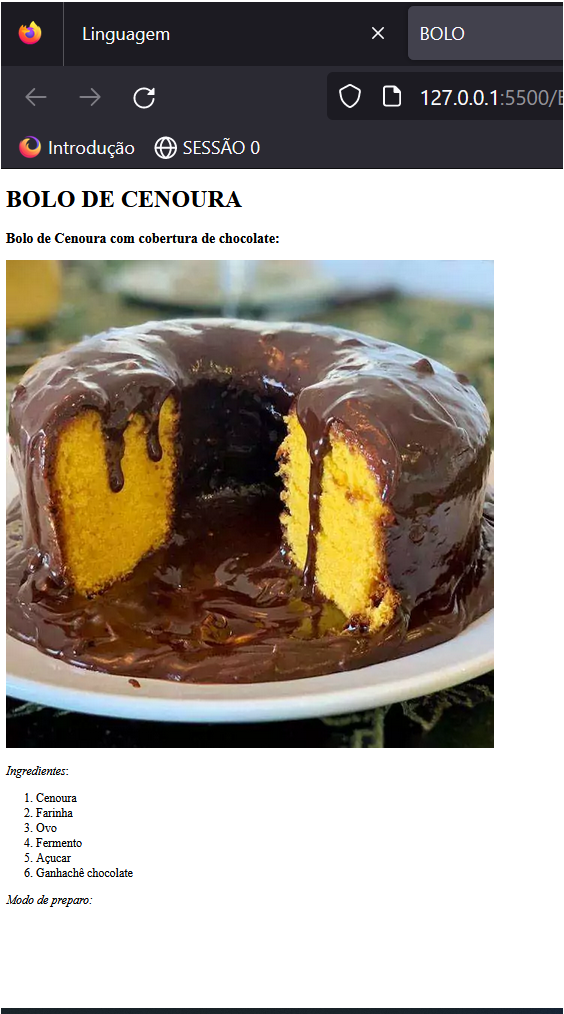 Linguagem
BOLO
127.0.0.1:5500/
Introdução
SESSÃO 0
BOLO DE CENOURA
Bolo de Cenoura com cobertura de chocolate:
Ingredientes:
1. Cenoura
2. Farinha
3. Ovo
4. Fermento
5. Açucar
6. Ganhachê chocolate
Modo de preparo: